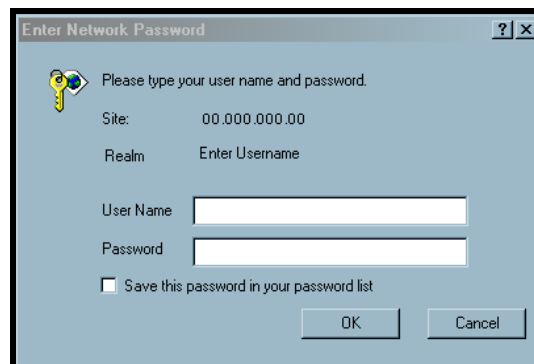 Enter Network Password
Please type your user name and password.
Site: 00.000.000.00
Realm Enter Username
User Name
Password
Save this password in your password list
OK Cancel